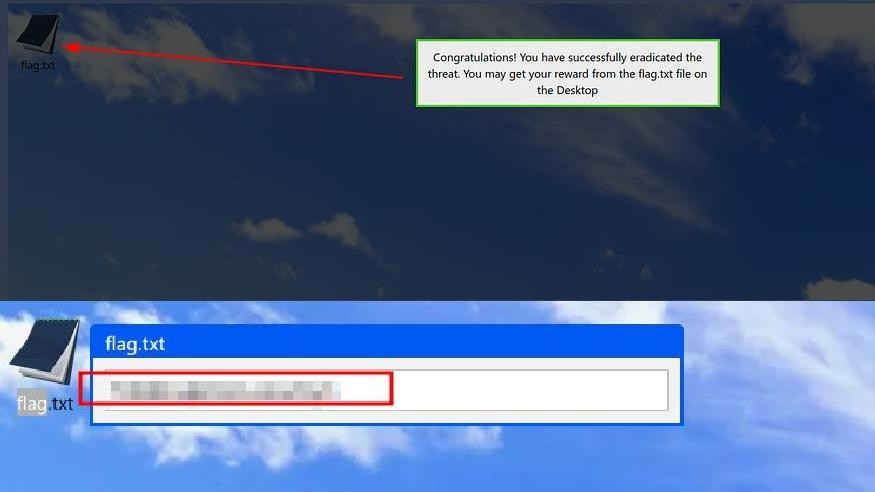 flag.txt
Congratulations! You have successfully eradicated the
threat. You may get your reward from the flag.txt file on
the Desktop
flag.txt
flag.txt